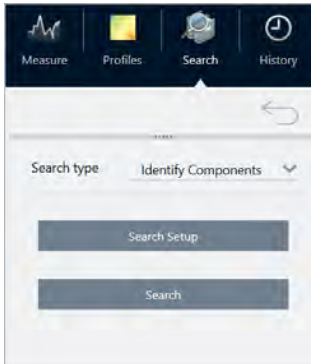 Measure Profiles Search History
Search type Identify Components
Search Setup
Search